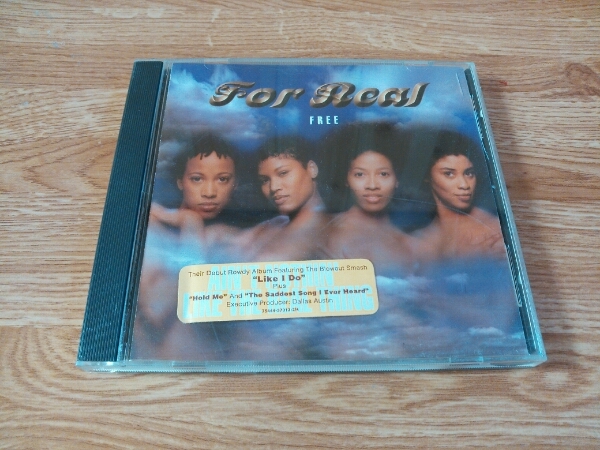 For Real
FREE
Their Debut Rowdy Album Featuring The Blowout Smash
"Like I Do"
Plus
"Hold Me" And "The Saddest Song I Ever Heard"
Executive Producer: Dallas Austin